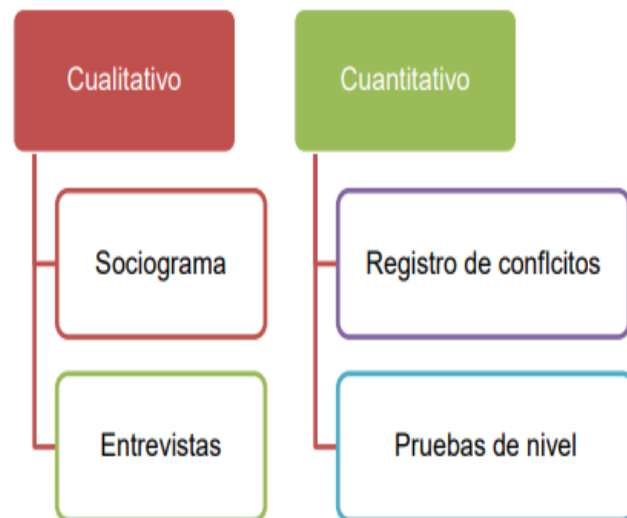 Cualitativo
Sociograma
Entrevistas
Cuantitativo
Registro de conflcitos
Pruebas de nivel